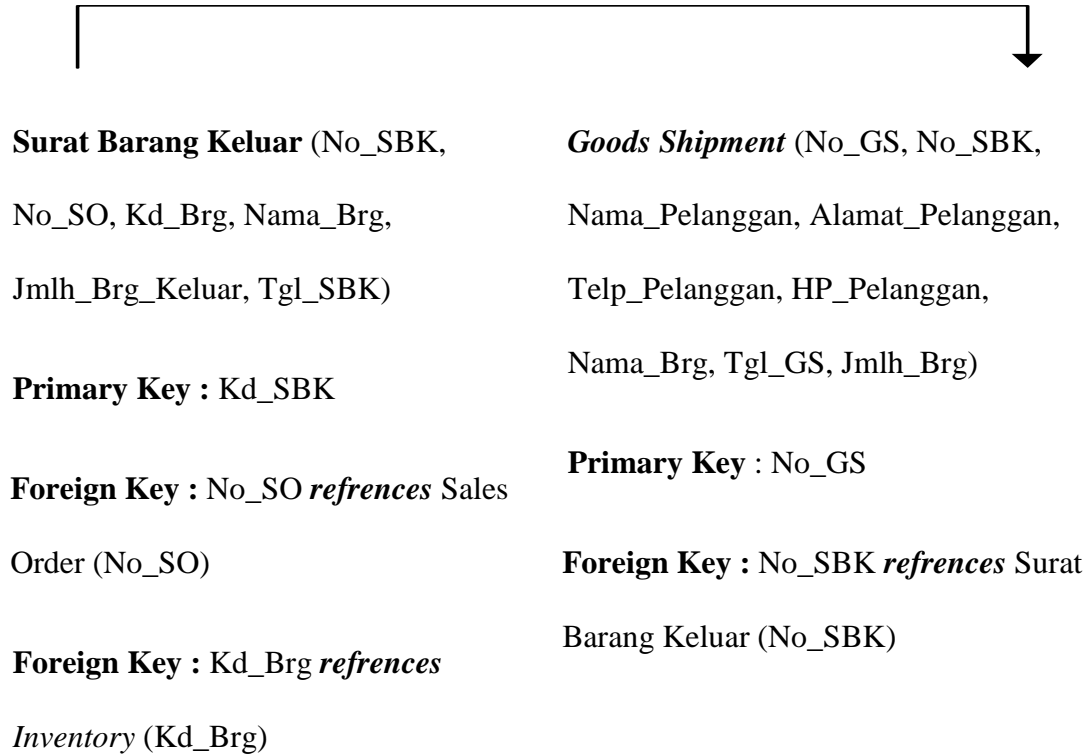 Surat Barang Keluar (No_SBK,
No_SO, Kd_Brg, Nama_Brg,
Jmlh_Brg_Keluar, Tgl_SBK)
Primary Key : Kd_SBK
Foreign Key : No_SO refrences Sales
Order (No_SO)
Foreign Key : Kd_Brg refrences
Inventory (Kd_Brg)
Goods Shipment (No_GS, No_SBK,
Nama_Pelanggan, Alamat_Pelanggan,
Telp_Pelanggan, HP_Pelanggan,
Nama_Brg, Tgl_GS, Jmlh_Brg)
Primary Key : No_GS
Foreign Key : No_SBK refrences Surat
Barang Keluar (No_SBK)